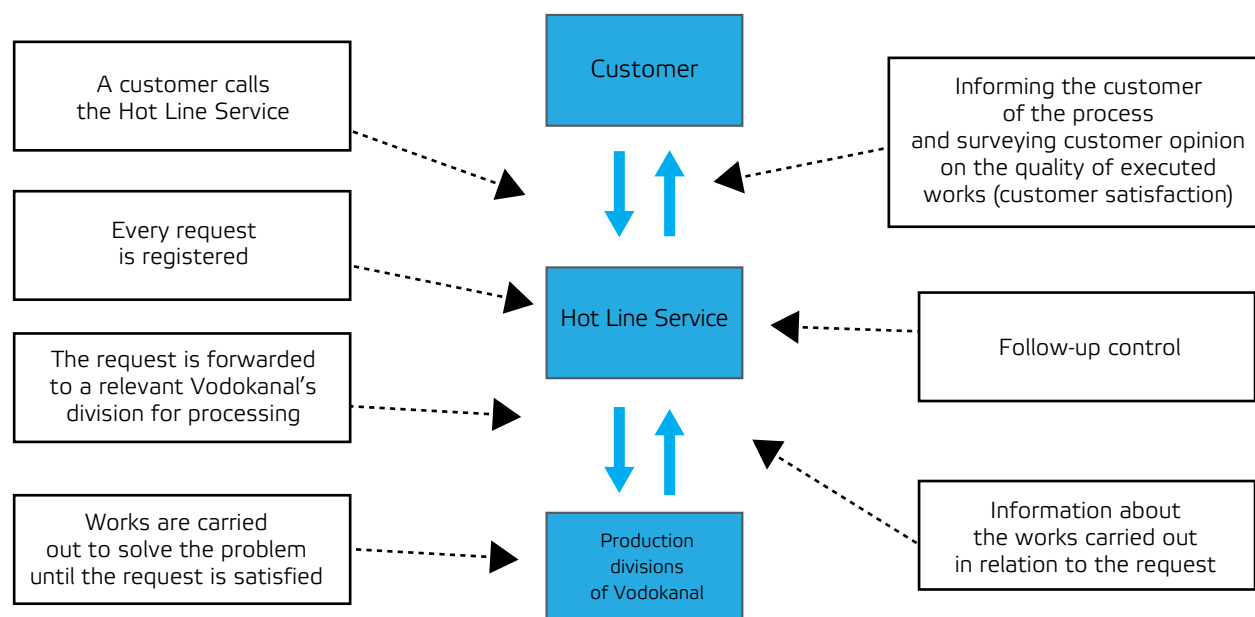 A customer calls
the Hot Line Service
Customer
Informing the customer
of the process
and surveying customer opinion
on the quality of executed
works (customer satisfaction)
Every request
is registered
Hot Line Service
Follow-up control
The request is forwarded
to a relevant Vodokanal's
division for processing
Works are carried
out to solve the problem
until the request is satisfied
Production
divisions
of Vodokanal
Information about
the works carried out
in relation to the request